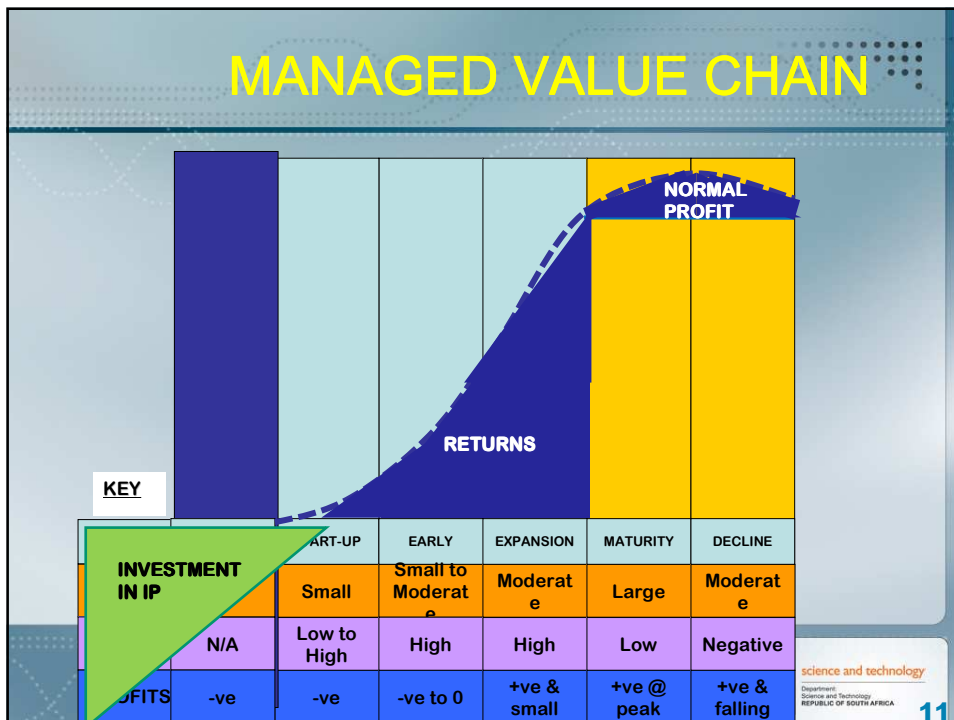 MANAGED VALUE CHAIN
NORMAL
PROFIT
RETURNS
KEY
INVESTMENT
IN IP
ART-UP EARLY EXPANSION MATURITY DECLINE
Small
Small to
Moderat
e
Moderat
e
Large
Moderat
e
N/A
Low to
High
High High Low Negative
OFITS -ve -ve -ve to 0
+ve &
small
+ve @
peak
+ve &
falling
science and technology
Department:
Science and Technology
REPUBLIC OF SOUTH AFRICA
11